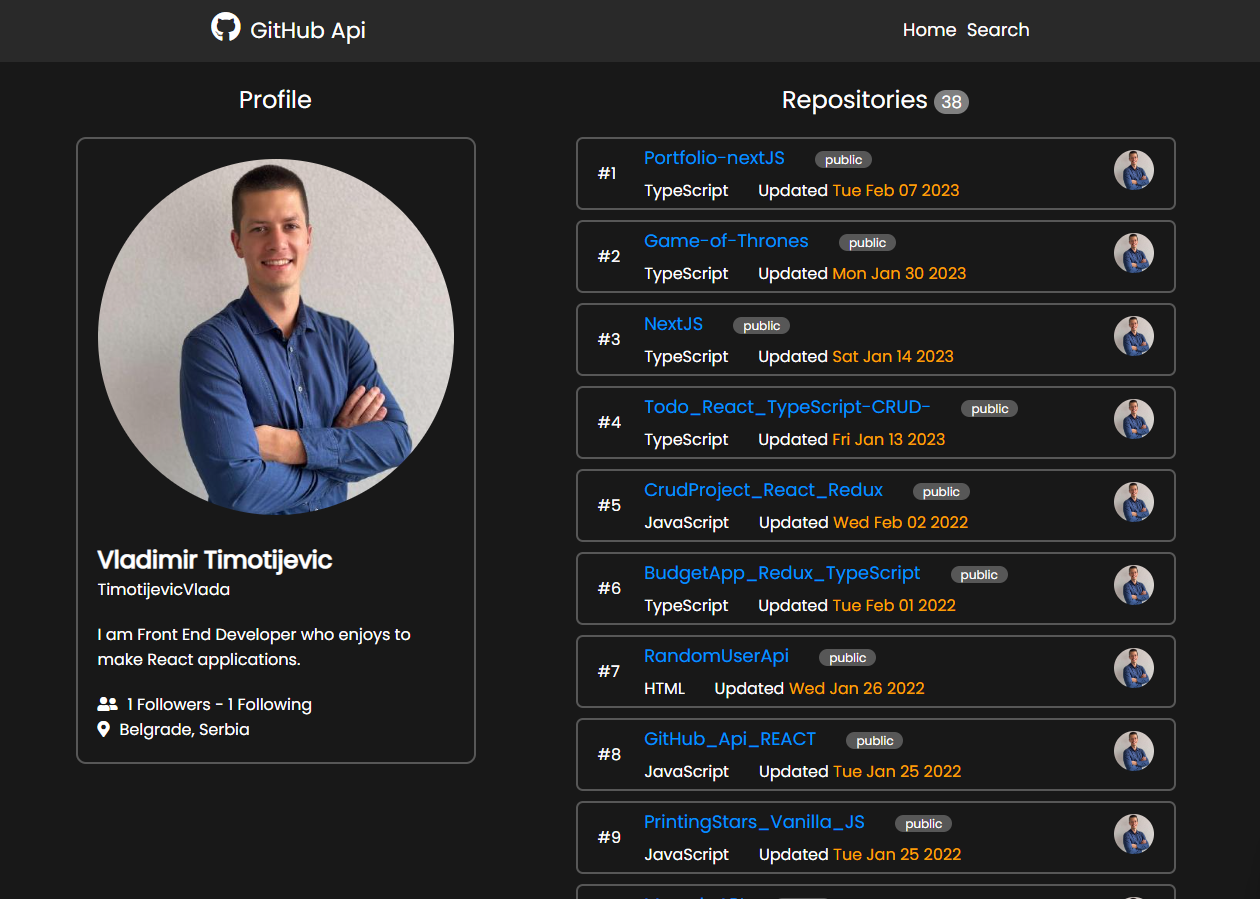 GitHub Api
Home Search
Profile
Vladimir Timotijevic
TimotijevicVlada
I am Front End Developer who enjoys to
make React applications.
1 Followers - 1 Following
Belgrade, Serbia
Repositories 38
#1
Portfolio-nextJS public
TypeScript Updated Tue Feb 07 2023
#2
Game-of-Thrones public
TypeScript Updated Mon Jan 30 2023
#3
NextJS public
TypeScript Updated Sat Jan 14 2023
#4
Todo_React_TypeScript-CRUD- public
TypeScript Updated Fri Jan 13 2023
#5
CrudProject_React_Redux public
JavaScript Updated Wed Feb 02 2022
#6
BudgetApp_Redux_TypeScript public
TypeScript Updated Tue Feb 01 2022
#7
RandomUserApi public
HTML Updated Wed Jan 26 2022
#8
GitHub_Api_REACT public
JavaScript Updated Tue Jan 25 2022
#9
PrintingStars_Vanilla_JS public
JavaScript Updated Tue Jan 25 2022